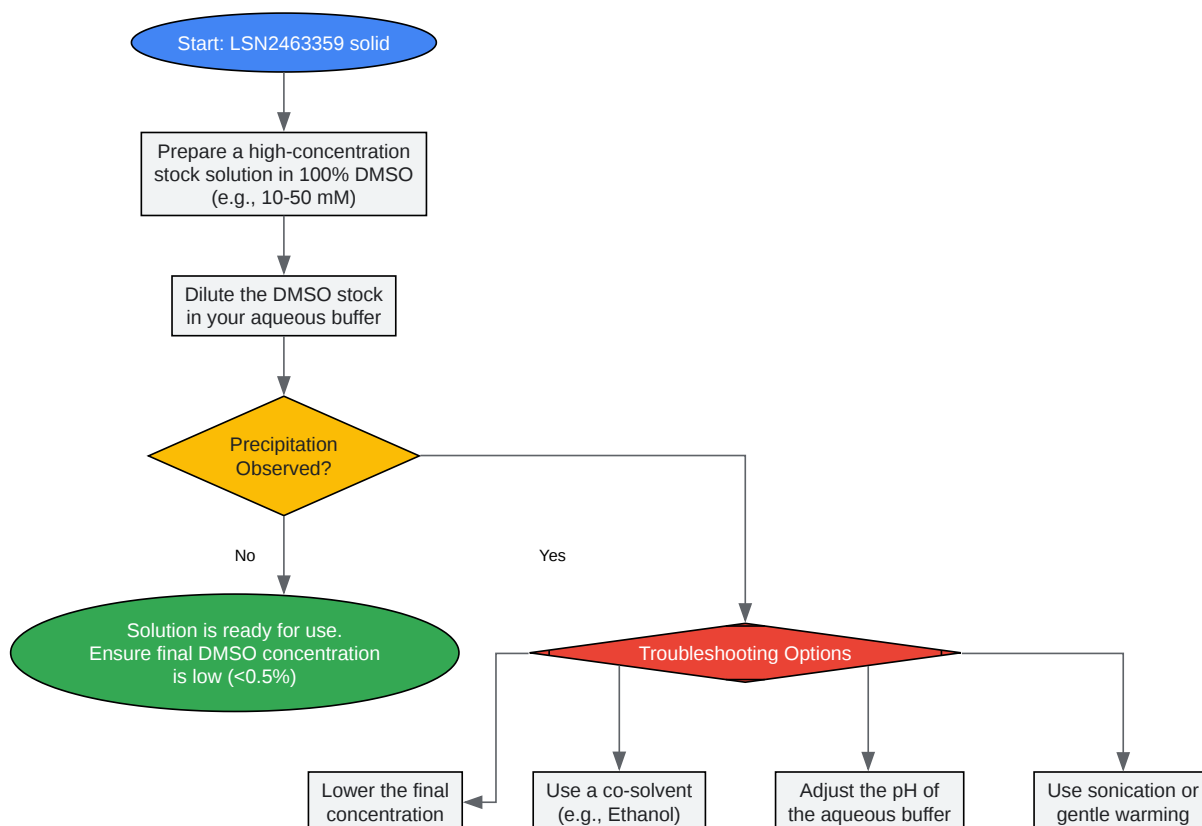 Start: LSN2463359 solid
Prepare a high-concentration
stock solution in 100% DMSO
(e.g., 10-50 mM)
Dilute the DMSO stock
in your aqueous buffer
Precipitation
Observed?
No
Yes
Solution is ready for use.
Ensure final DMSO concentration
is low (<0.5%)
Troubleshooting Options
Lower the final
concentration
Use a co-solvent
(e.g., Ethanol)
Adjust the pH of
the aqueous buffer
Use sonication or
gentle warming